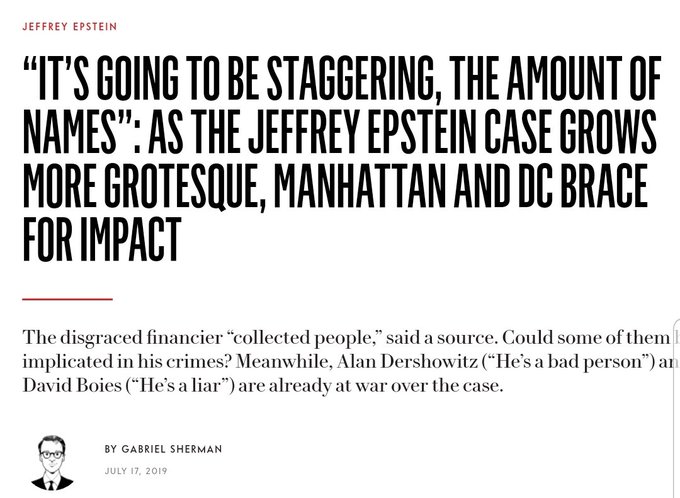 JEFFREY EPSTEIN
“IT’S GOING TO BE STAGGERING, THE AMOUNT OF
NAMES”: AS THE JEFFREY EPSTEIN CASE GROWS
MORE GROTESQUE, MANHATTAN AND DC BRACE
FOR IMPACT
The disgraced financier “collected people,” said a source. Could some of them
implicated in his crimes? Meanwhile, Alan Dershowitz (“He’s a bad person”) an
David Boies (“He’s a liar”) are already at war over the case.
BY GABRIEL SHERMAN
JULY 17, 2019